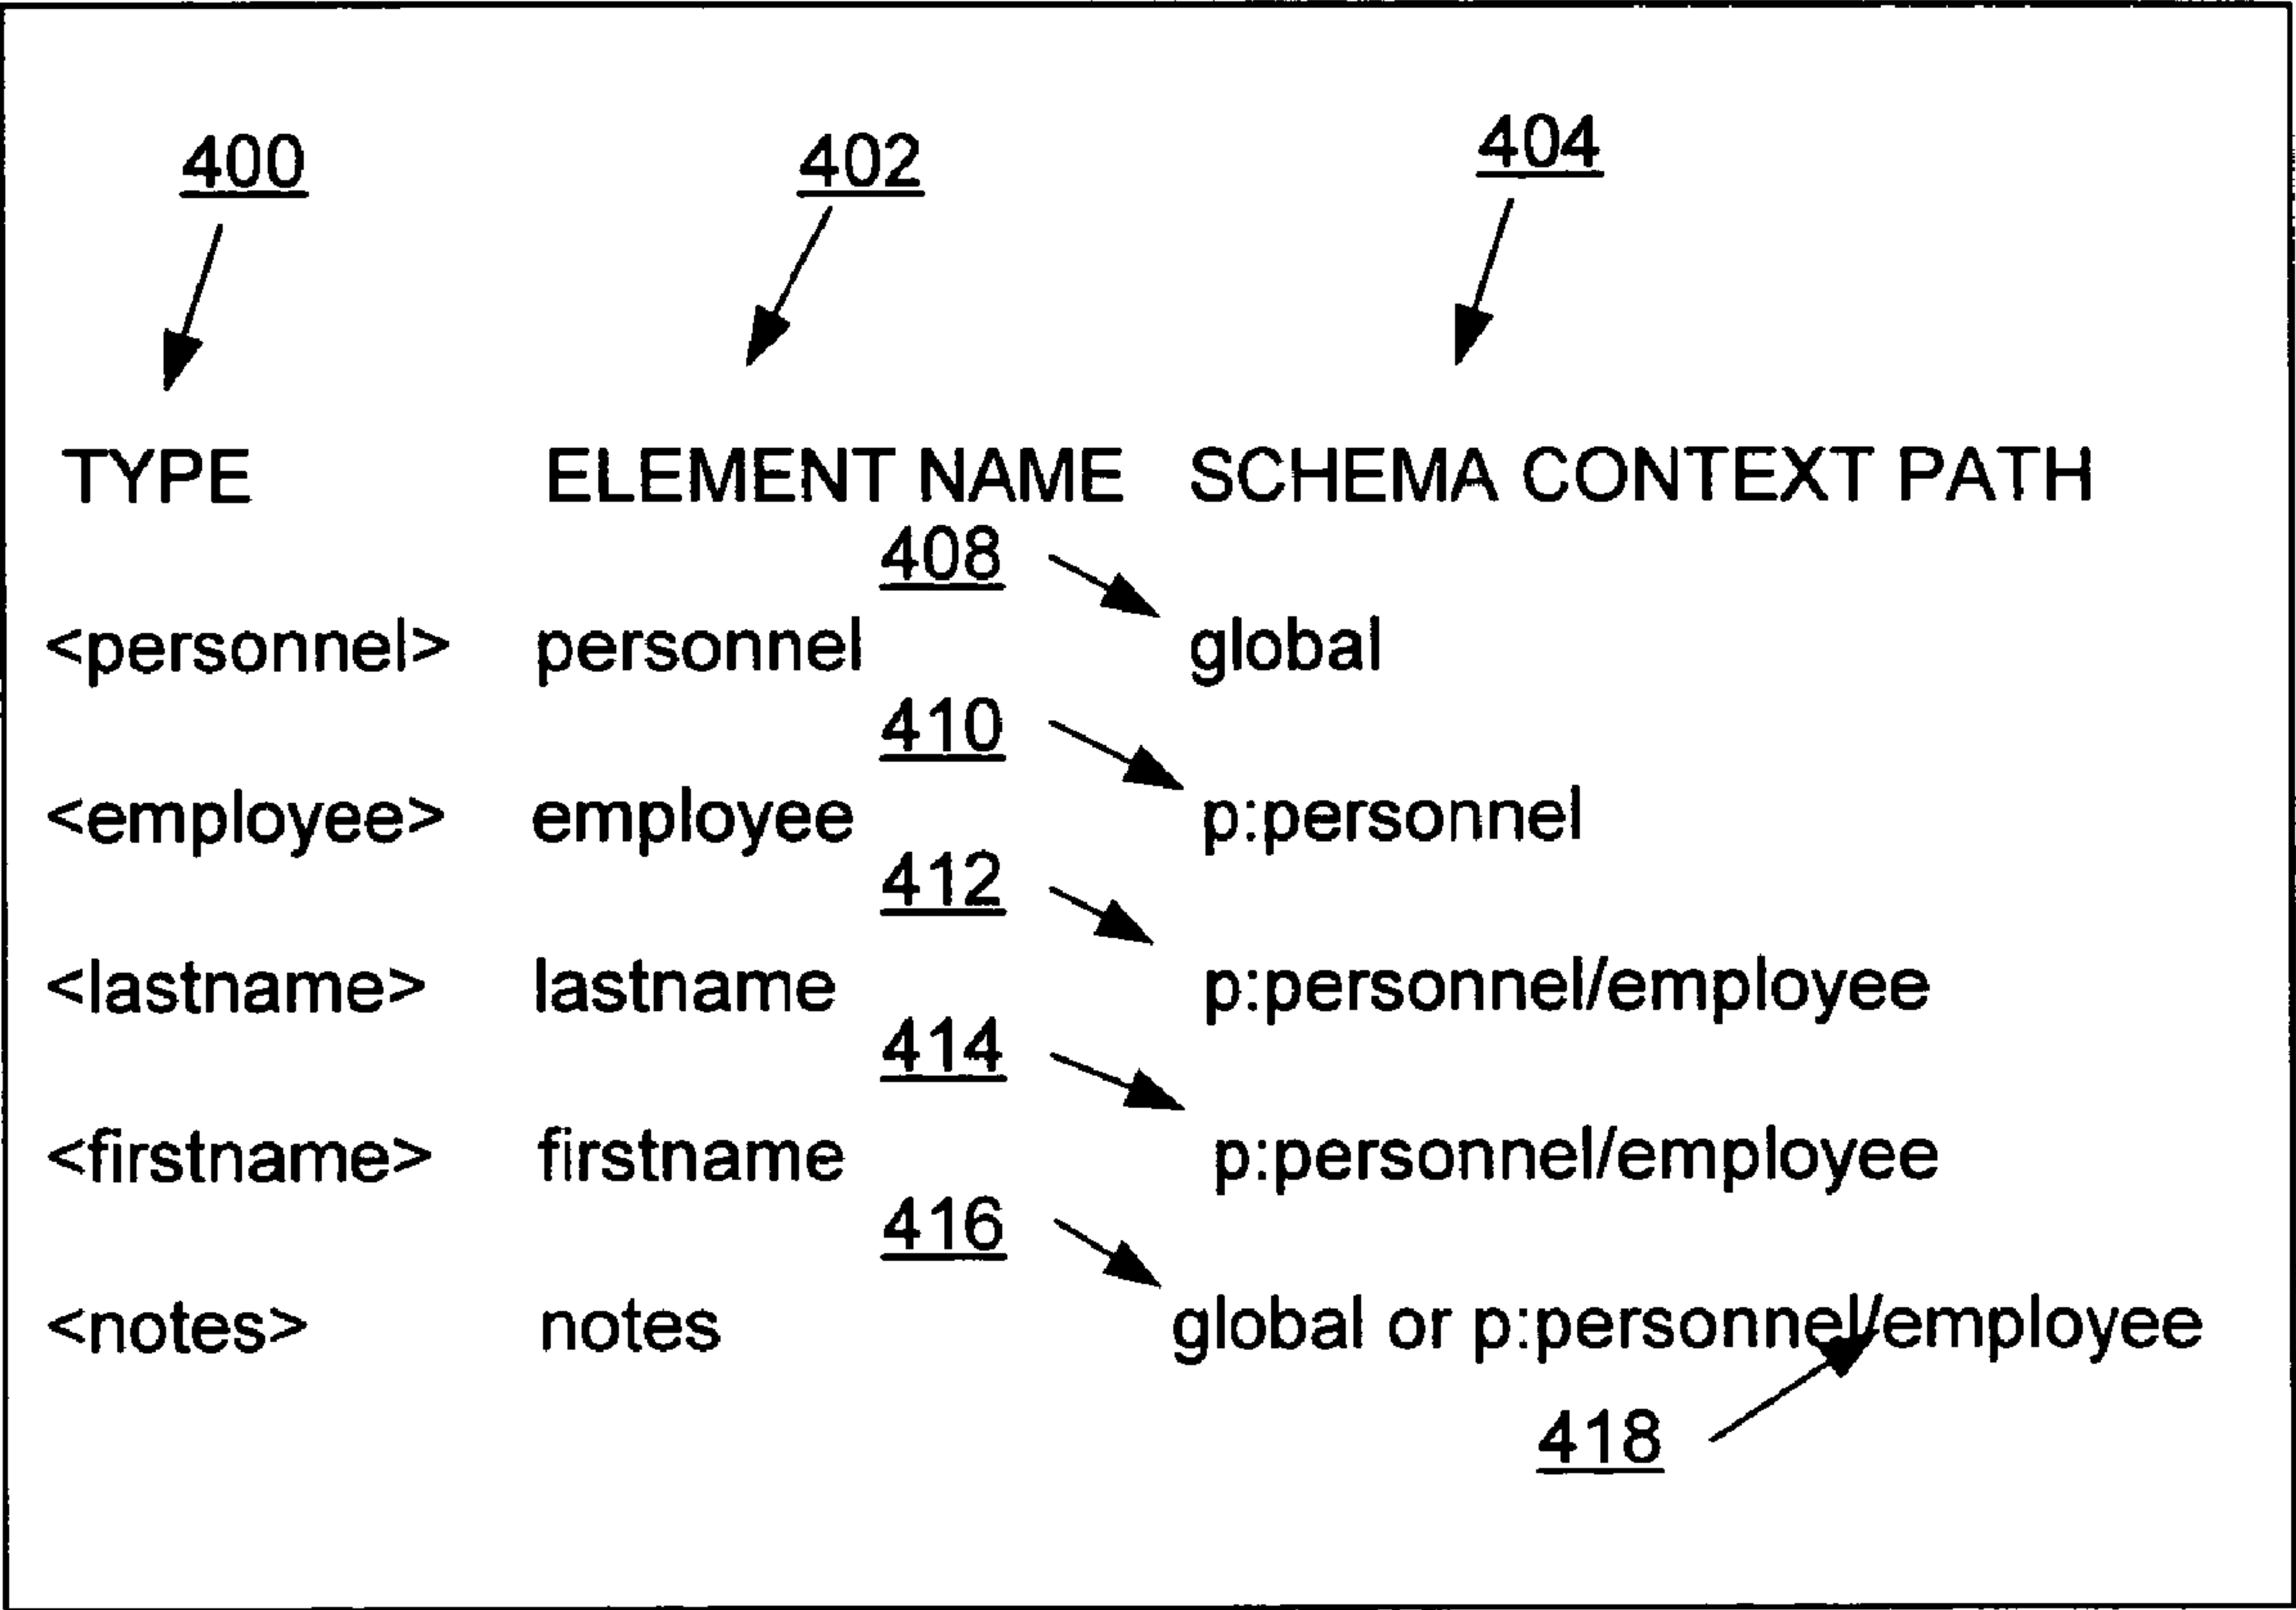 400 402 404
TYPE ELEMENT NAME SCHEMA CONTEXT PATH
408
<personnel> personnel global
410
<employee> employee p:personnel
412
<lastname> lastname p:personnel/employee
414
<firstname> firstname p:personnel/employee
416
<notes> notes global or p:personnel/employee
418